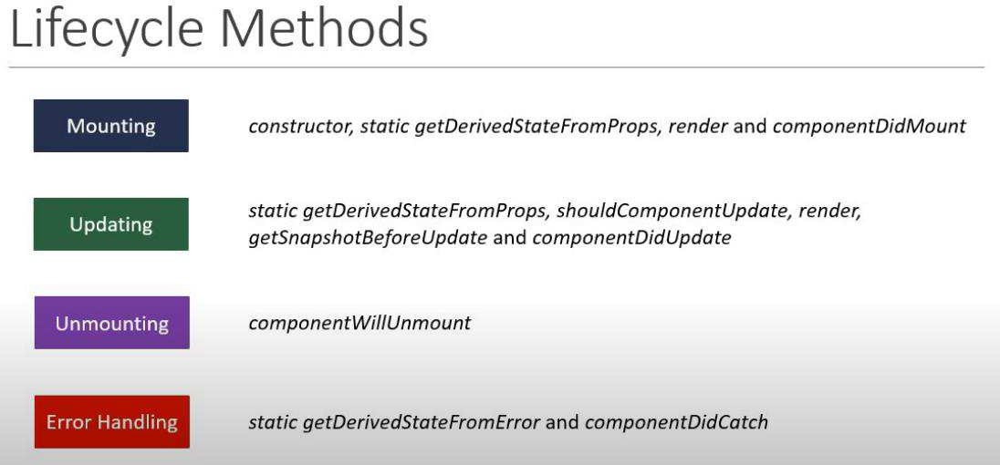 Lifecycle Methods
Mounting
constructor, static getDerivedStateFromProps, render and componentDidMount
Updating
static getDerivedStateFromProps, shouldComponentUpdate, render,
getSnapshotBeforeUpdate and componentDidUpdate
Unmounting
componentWillUnmount
Error Handling
static getDerivedStateFromError and componentDidCatch